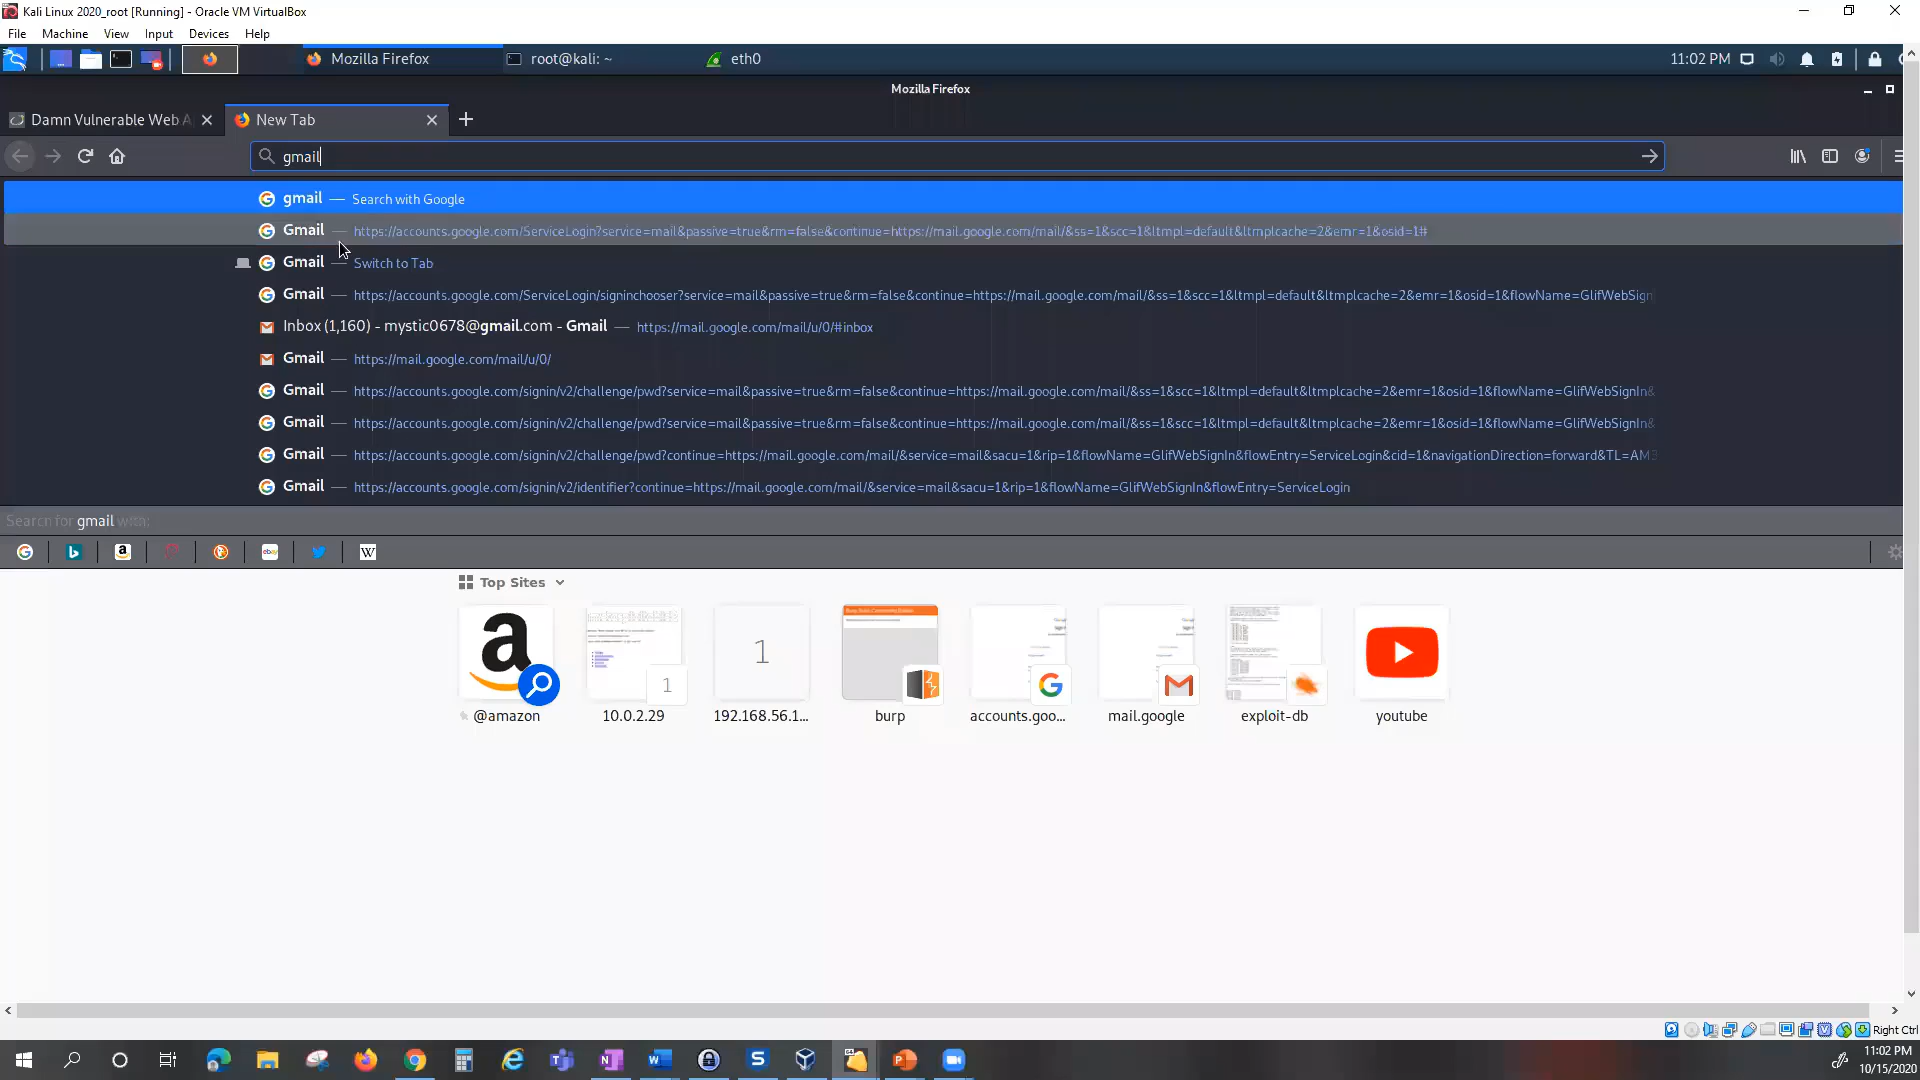 Kali Linux 2020_root [Running] - Oracle VM VirtualBox
File Machine View Input Devices Help
Mozilla Firefox root@kali: ~ eth0 11:02 PM
Mozilla Firefox
Damn Vulnerable Web A New Tab
gmail
gmail — Search with Google
Gmail — https://accounts.google.com/ServiceLogin?service=mail&passive=true&rm=false&continue=https://mail.google.com/mail/&ss=1&scc=1&ltmpl=default&ltmplcache=2&emr=1&osid=1#
Gmail — Switch to Tab
Gmail — https://accounts.google.com/ServiceLogin/signinchooser?service=mail&passive=true&rm=false&continue=https://mail.google.com/mail/&ss=1&scc=1&ltmpl=default&ltmplcache=2&emr=1&osid=1&flowName=GlifWebSign
Inbox (1,160) - mystic0678@gmail.com - Gmail — https://mail.google.com/mail/u/0/#inbox
Gmail — https://mail.google.com/mail/u/0/
Gmail — https://accounts.google.com/signin/v2/challenge/pwd?service=mail&passive=true&rm=false&continue=https://mail.google.com/mail/&ss=1&scc=1&ltmpl=default&ltmplcache=2&emr=1&osid=1&flowName=GlifWebSignIn&
Gmail — https://accounts.google.com/signin/v2/challenge/pwd?service=mail&passive=true&rm=false&continue=https://mail.google.com/mail/&ss=1&scc=1&ltmpl=default&ltmplcache=2&emr=1&osid=1&flowName=GlifWebSignIn&
Gmail — https://accounts.google.com/signin/v2/challenge/pwd?continue=https://mail.google.com/mail/&service=mail&sacu=1&rip=1&flowName=GlifWebSignIn&flowEntry=ServiceLogin&cid=1&navigationDirection=forward&TL=AM3
Gmail — https://accounts.google.com/signin/v2/identifier?continue=https://mail.google.com/mail/&service=mail&sacu=1&rip=1&flowName=GlifWebSignIn&flowEntry=ServiceLogin
Search for gmail with:
Top Sites
1 1
@amazon 10.0.2.29 192.168.56.1... burp accounts.goo... mail.google exploit-db youtube
Right Ctrl
11:02 PM
10/15/2020